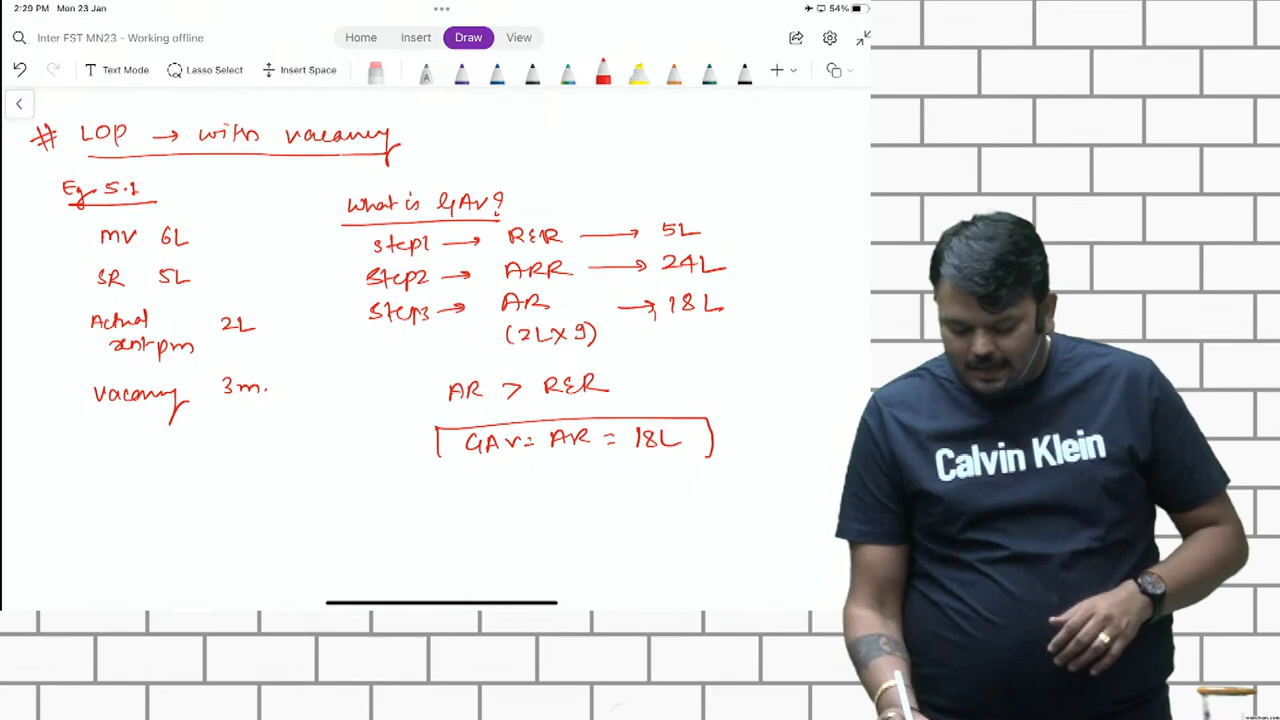 2:29 PM Mon 23 Jan
54%
Inter FST MN23 - Working offline
Home Insert Draw View
Text Mode Lasso Select Insert Space
# LOP → with vacancy
Eg. 5.1
MV 6L
SR 5L
Actual rent pm 2L
Vacancy 3m.
What is GAV?
Step1 → RER → 5L
Step2 → ARR → 24L
Step3 → AR → 18L
(2L×9)
AR > RER
GAV = AR = 18L
Calvin Klein